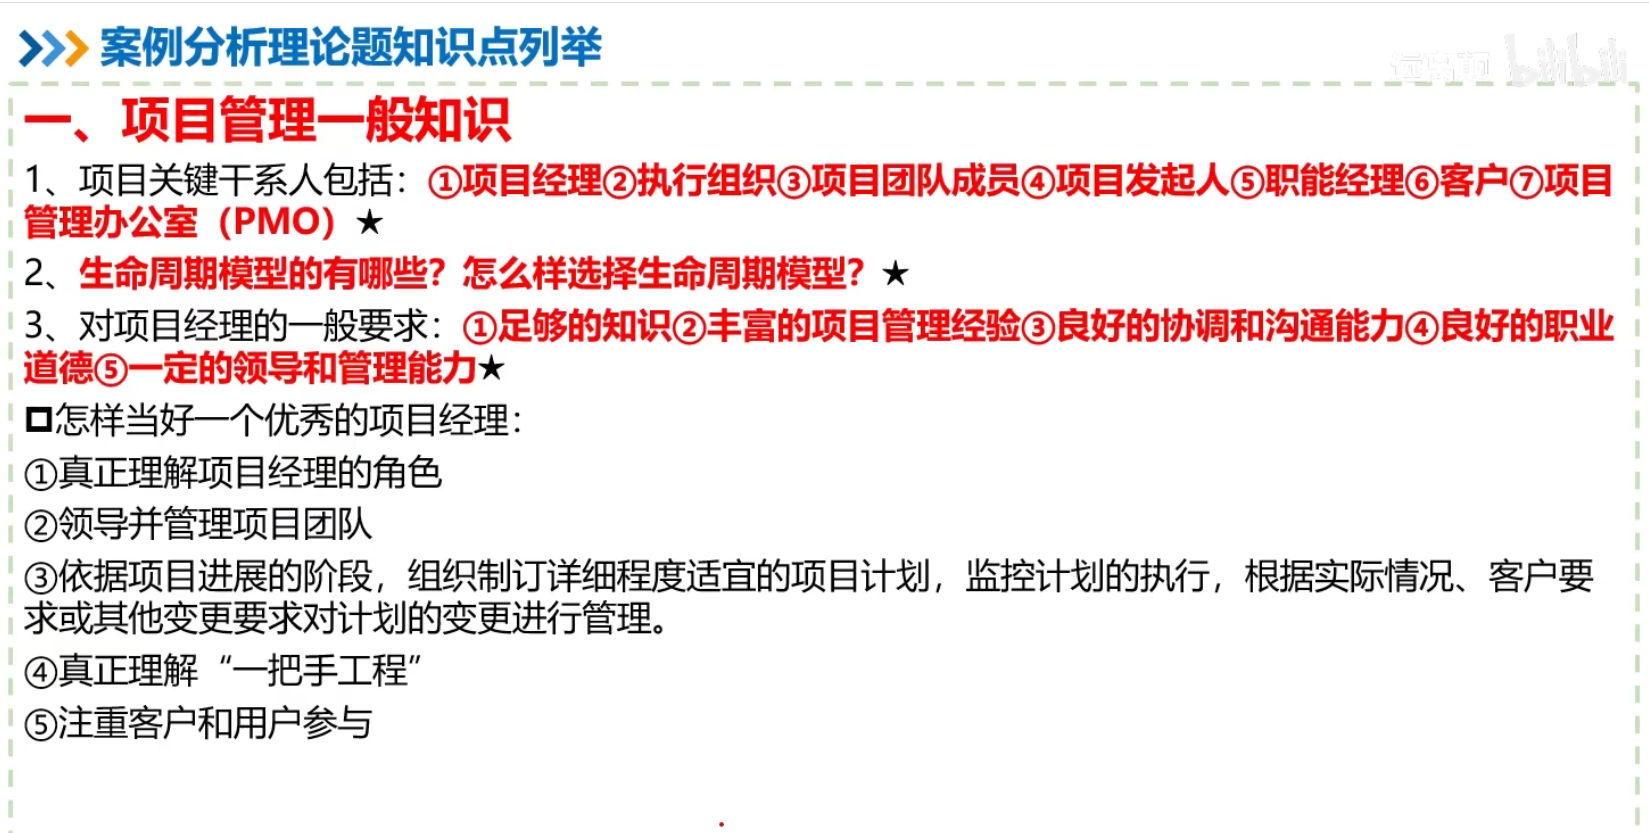 案例分析理论题知识点列举
bilibili
一、项目管理一般知识
1、项目关键干系人包括：①项目经理②执行组织③项目团队成员④项目发起人⑤职能经理⑥客户⑦项目
管理办公室（PMO）★
2、生命周期模型的有哪些？怎么样选择生命周期模型？★
3、对项目经理的一般要求：①足够的知识②丰富的项目管理经验③良好的协调和沟通能力④良好的职业
道德⑤一定的领导和管理能力★
怎样当好一个优秀的项目经理：
①真正理解项目经理的角色
②领导并管理项目团队
③依据项目进展的阶段，组织制订详细程度适宜的项目计划，监控计划的执行，根据实际情况、客户要
求或其他变更要求对计划的变更进行管理。
④真正理解“一把手工程”
⑤注重客户和用户参与